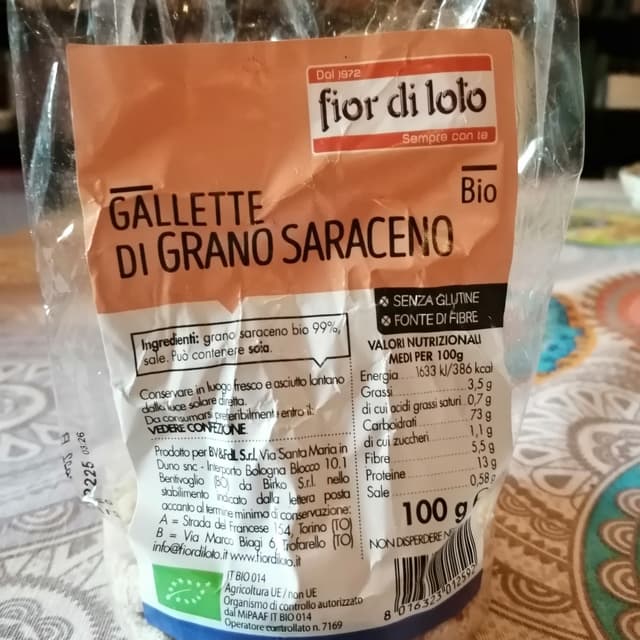 Dal 1972
fior di loto
Sempre con te
Bio
GALLETTE
DI GRANO SARACENO
SENZA GLUTINE
FONTE DI FIBRE
Ingredienti: grano saraceno bio 99%,
sale. Può contenere soia.
Conservare in luogo fresco e asciutto lontano
dalla luce solare diretta.
Da consumarsi preferibilmente entro il:
VEDERE CONFEZIONE
Prodotto per BV&FdL S.r.l. Via Santa Maria in
Duno snc - Interporto Bologna Blocco 10.1
Bentivoglio (BO) da Birko S.r.l. nello
stabilimento indicato dalla lettera posta
accanto al termine minimo di conservazione:
A = Strada del Francese 154, Torino (TO)
B = Via Marco Biagi 6, Trofarello (TO)
info@fiordiloto.it www.fiordiloto.it
IT BIO 014
Agricoltura UE / non UE
Organismo di controllo autorizzato
dal MiPAAF IT BIO 014
Operatore controllato n. 7169
VALORI NUTRIZIONALI
MEDI PER 100g
Energia 1633 kJ/386 kcal
Grassi 3,5 g
di cui acidi grassi saturi 0,7 g
Carboidrati 73 g
di cui zuccheri 1,1 g
Fibre 5,5 g
Proteine 13 g
Sale 0,58 g
100 g
NON DISPERDERE
8 016323 01259